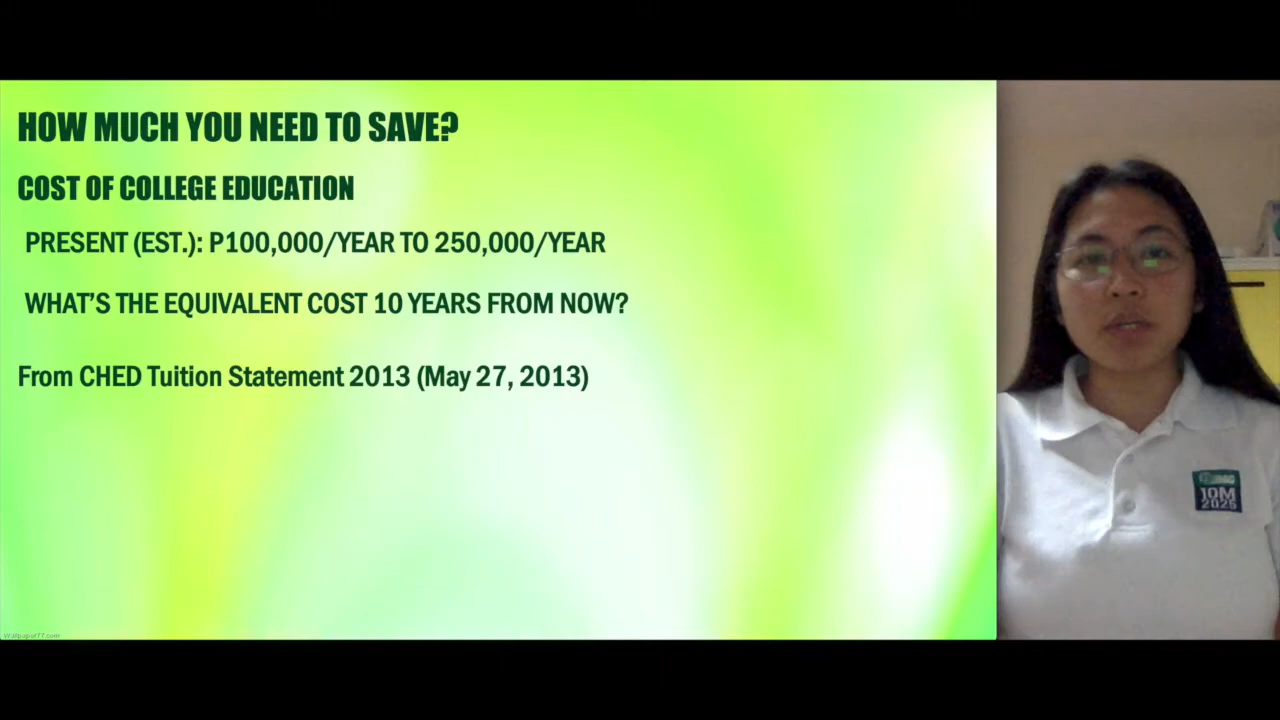 HOW MUCH YOU NEED TO SAVE?
COST OF COLLEGE EDUCATION
PRESENT (EST.): P100,000/YEAR TO 250,000/YEAR
WHAT'S THE EQUIVALENT COST 10 YEARS FROM NOW?
From CHED Tuition Statement 2013 (May 27, 2013)
10M
2025